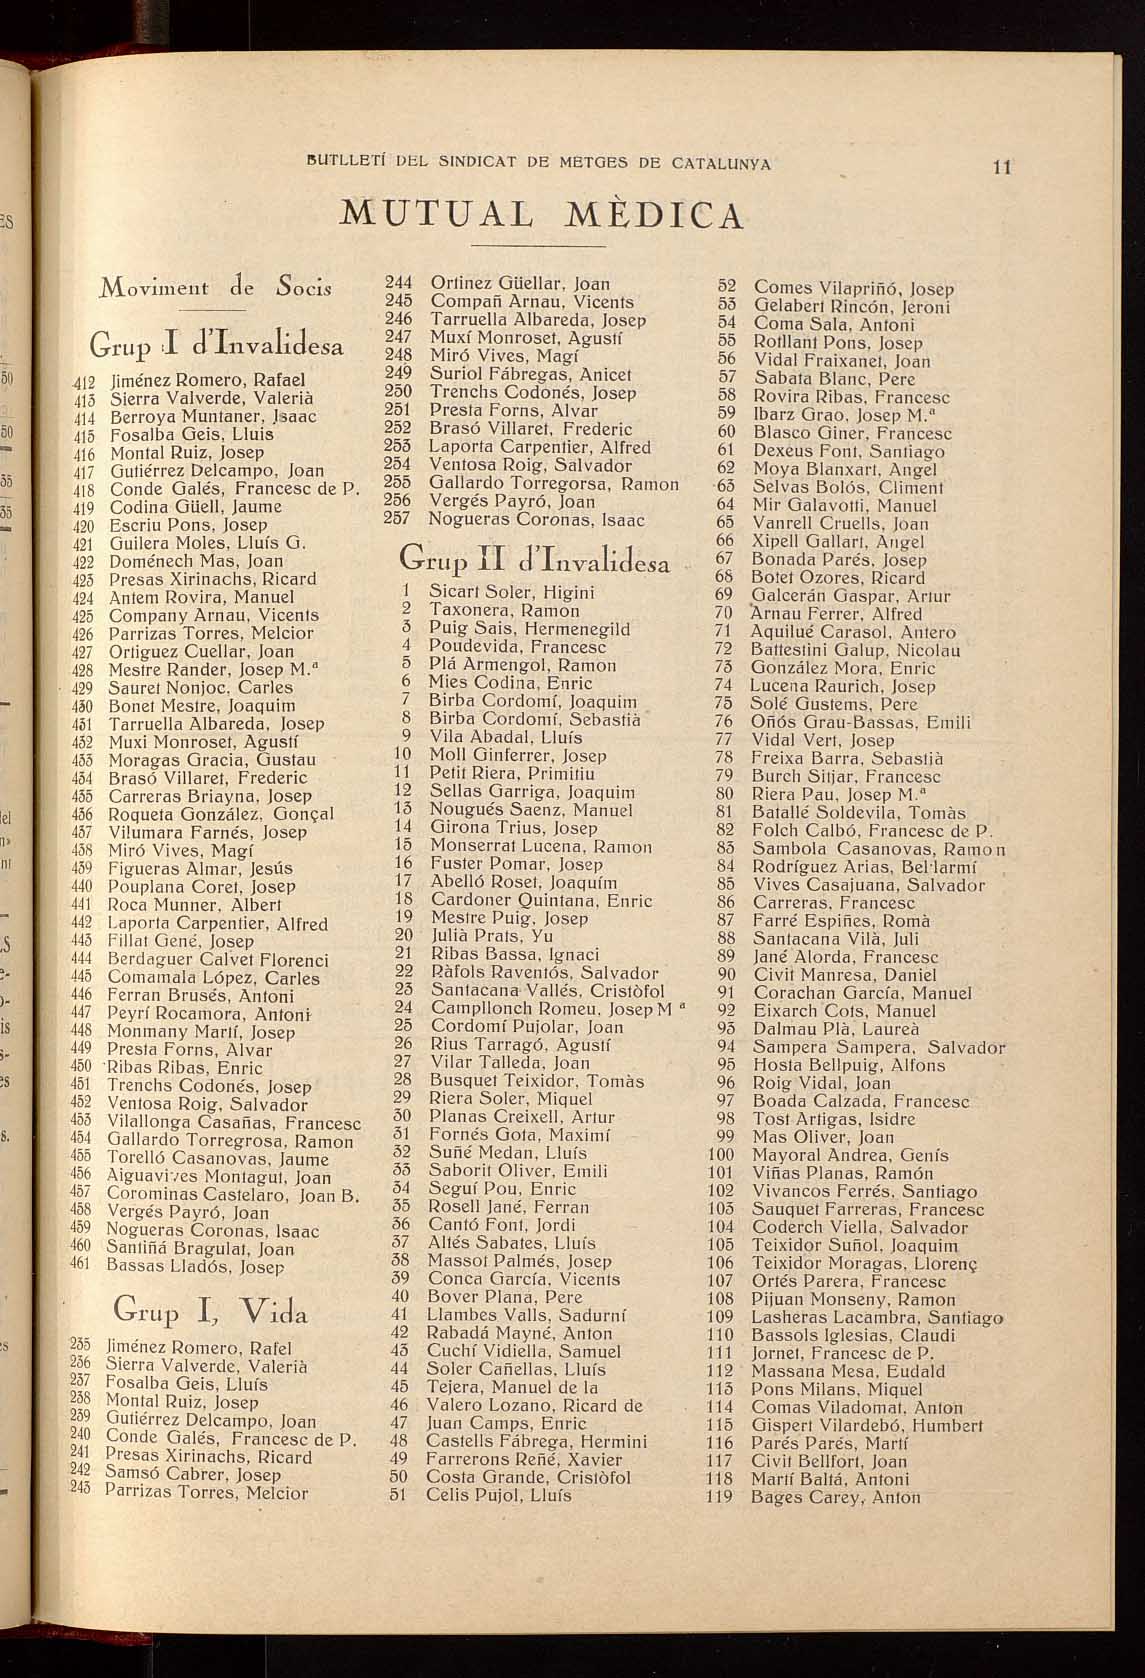 BUTLLETÍ DEL SINDICAT DE METGES DE CATALUNYA
11
MUTUAL MÈDICA
Moviment de Socis
Grup I d'Invalidesa
412 Jiménez Romero, Rafael
413 Sierra Valverde, Valerià
414 Berroya Muntaner, Isaac
415 Fosalba Geis, Lluis
416 Montal Ruiz, Josep
417 Gutiérrez Delcampo, Joan
418 Conde Galés, Francesc de P.
419 Codina Güell, Jaume
420 Escriu Pons, Josep
421 Guilera Moles, Lluís G.
422 Doménech Mas, Joan
423 Presas Xirinachs, Ricard
424 Antem Rovira, Manuel
425 Company Arnau, Vicents
426 Parrizas Torres, Melcior
427 Ortiguez Cuellar, Joan
428 Mestre Rander, Josep M.ª
429 Sauret Nonjoc, Carles
430 Bonet Mestre, Joaquim
431 Tarruella Albareda, Josep
432 Muxi Monroset, Agustí
433 Moragas Gracia, Gustau
434 Brasó Villaret, Frederic
435 Carreras Briayna, Josep
436 Roqueta González, Gonçal
437 Vilumara Farnés, Josep
438 Miró Vives, Magí
439 Figueras Almar, Jesús
440 Pouplana Coret, Josep
441 Roca Munner, Albert
442 Laporta Carpentier, Alfred
443 Fillat Gené, Josep
444 Berdaguer Calvet Florenci
445 Comamala López, Carles
446 Ferran Brusés, Antoni
447 Peyrí Rocamora, Antoni
448 Monmany Martí, Josep
449 Presta Forns, Alvar
450 Ribas Ribas, Enric
451 Trenchs Codonés, Josep
452 Ventosa Roig, Salvador
453 Vilallonga Casañas, Francesc
454 Gallardo Torregrosa, Ramon
455 Torelló Casanovas, Jaume
456 Aiguavives Montagut, Joan
457 Corominas Castelaro, Joan B.
458 Vergés Payró, Joan
459 Nogueras Coronas, Isaac
460 Santiñá Bragulat, Joan
461 Bassas Lladós, Josep
Grup I, Vida
235 Jiménez Romero, Rafel
236 Sierra Valverde, Valerià
237 Fosalba Geis, Lluís
238 Montal Ruiz, Josep
239 Gutiérrez Delcampo, Joan
240 Conde Galés, Francesc de P.
241 Presas Xirinachs, Ricard
242 Samsó Cabrer, Josep
243 Parrizas Torres, Melcior
244 Ortinez Güellar, Joan
245 Compañ Arnau, Vicents
246 Tarruella Albareda, Josep
247 Muxí Monroset, Agustí
248 Miró Vives, Magí
249 Suriol Fábregas, Anicet
250 Trenchs Codonés, Josep
251 Presta Forns, Alvar
252 Brasó Villaret, Frederic
253 Laporta Carpentier, Alfred
254 Ventosa Roig, Salvador
255 Gallardo Torregorsa, Ramon
256 Vergés Payró, Joan
257 Nogueras Coronas, Isaac
Grup II d'Invalidesa
1 Sicart Soler, Higini
2 Taxonera, Ramon
3 Puig Sais, Hermenegild
4 Poudevida, Francesc
5 Plá Armengol, Ramon
6 Mies Codina, Enric
7 Birba Cordomí, Joaquim
8 Birba Cordomí, Sebastià
9 Vila Abadal, Lluís
10 Moll Ginferrer, Josep
11 Petit Riera, Primitiu
12 Sellas Garriga, Joaquim
13 Nougués Saenz, Manuel
14 Girona Trius, Josep
15 Monserrat Lucena, Ramon
16 Fuster Pomar, Josep
17 Abelló Roset, Joaquím
18 Cardoner Quintana, Enric
19 Mestre Puig, Josep
20 Julià Prats, Yu
21 Ribas Bassa, Ignaci
22 Ràfols Raventós, Salvador
23 Santacana Vallés, Cristòfol
24 Campllonch Romeu, Josep M ª
25 Cordomí Pujolar, Joan
26 Rius Tarragó, Agustí
27 Vilar Talleda, Joan
28 Busquet Teixidor, Tomàs
29 Riera Soler, Miquel
30 Planas Creixell, Artur
31 Fornés Gota, Maximí
32 Suñé Medan, Lluís
33 Saborit Oliver, Emili
34 Seguí Pou, Enric
35 Rosell Jané, Ferran
36 Cantó Font, Jordi
37 Altés Sabates, Lluís
38 Massot Palmés, Josep
39 Conca García, Vicents
40 Bover Plana, Pere
41 Llambes Valls, Sadurní
42 Rabadá Mayné, Anton
43 Cuchí Vidiella, Samuel
44 Soler Cañellas, Lluís
45 Tejera, Manuel de la
46 Valero Lozano, Ricard de
47 Juan Camps, Enric
48 Castells Fábrega, Hermini
49 Farrerons Reñé, Xavier
50 Costa Grande, Cristòfol
51 Celis Pujol, Lluís
52 Comes Vilapriñó, Josep
53 Gelabert Rincón, Jeroni
54 Coma Sala, Antoni
55 Rotllant Pons, Josep
56 Vidal Fraixanet, Joan
57 Sabata Blanc, Pere
58 Rovira Ribas, Francesc
59 Ibarz Grao, Josep M.ª
60 Blasco Giner, Francesc
61 Dexeus Font, Santiago
62 Moya Blanxart, Angel
63 Selvas Bolós, Climent
64 Mir Galavotti, Manuel
65 Vanrell Cruells, Joan
66 Xipell Gallart, Angel
67 Bonada Parés, Josep
68 Botet Ozores, Ricard
69 Galcerán Gaspar, Artur
70 Arnau Ferrer, Alfred
71 Aquilué Carasol, Antero
72 Battestini Galup, Nicolau
73 González Mora, Enric
74 Lucena Raurich, Josep
75 Solé Gustems, Pere
76 Oñós Grau-Bassas, Emili
77 Vidal Vert, Josep
78 Freixa Barra, Sebastjà
79 Burch Sitjar, Francesc
80 Riera Pau, Josep M.ª
81 Batallé Soldevila, Tomàs
82 Folch Calbó, Francesc de P.
83 Sambola Casanovas, Ramon
84 Rodríguez Arias, Bel·larmí
85 Vives Casajuana, Salvador
86 Carreras, Francesc
87 Farré Espiñes, Romà
88 Santacana Vilà, Juli
89 Jané Alorda, Francesc
90 Civit Manresa, Daniel
91 Corachan García, Manuel
92 Eixarch Cots, Manuel
93 Dalmau Plà, Laureà
94 Sampera Sampera, Salvador
95 Hosta Bellpuig, Alfons
96 Roig Vidal, Joan
97 Boada Calzada, Francesc
98 Tost Artigas, Isidre
99 Mas Oliver, Joan
100 Mayoral Andrea, Genís
101 Viñas Planas, Ramón
102 Vivancos Ferrés, Santiago
103 Sauquet Farreras, Francesc
104 Coderch Viella, Salvador
105 Teixidor Suñol, Joaquim
106 Teixidor Moragas, Llorenç
107 Ortés Parera, Francesc
108 Pijuan Monseny, Ramon
109 Lasheras Lacambra, Santiago
110 Bassols Iglesias, Claudi
111 Jornet, Francesc de P.
112 Massana Mesa, Eudald
113 Pons Milans, Miquel
114 Comas Viladomat, Anton
115 Gispert Vilardebó, Humbert
116 Parés Parés, Martí
117 Civit Bellfort, Joan
118 Martí Baltá, Antoni
119 Bages Carey, Anton